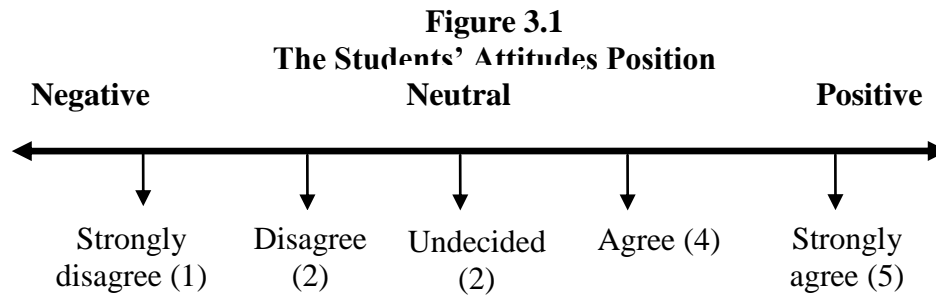 Figure 3.1
The Students' Attitudes Position
Negative Neutral Positive
Strongly disagree (1)
Disagree (2)
Undecided (2)
Agree (4)
Strongly agree (5)